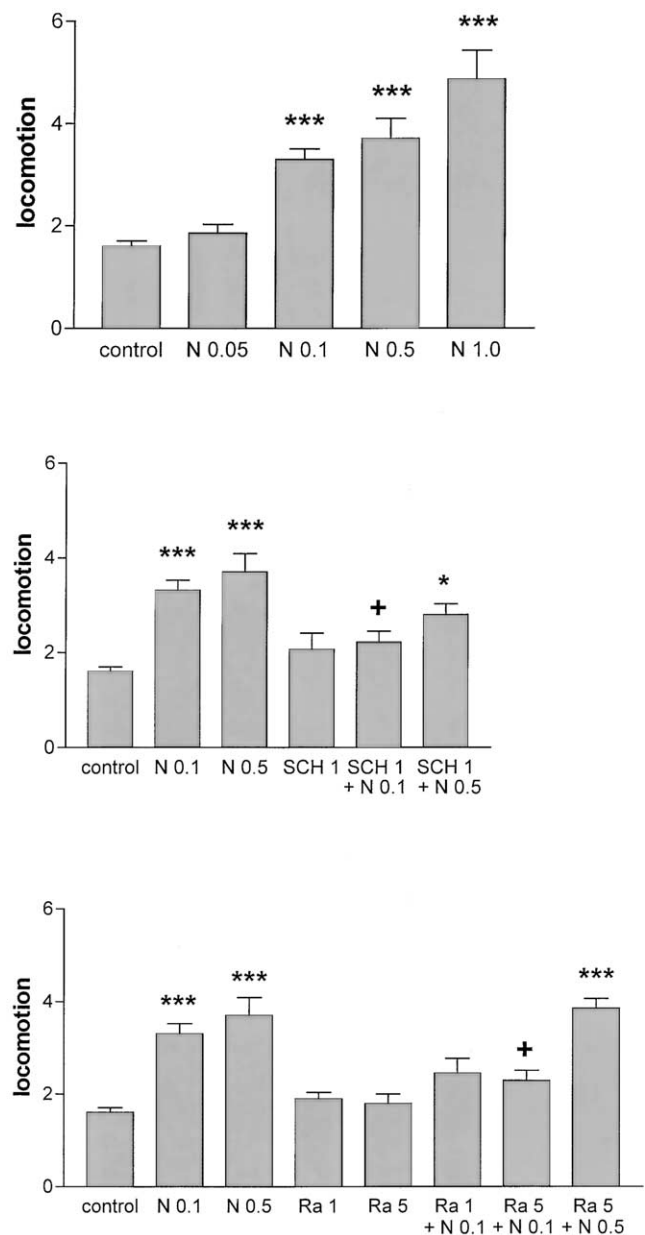 6
***
***
***
locomotion
4
2
0
control N 0.05 N 0.1 N 0.5 N 1.0
6
***
***
*
locomotion
4
+
2
0
control N 0.1 N 0.5 SCH 1 SCH 1 SCH 1
+ N 0.1 + N 0.5
6
***
***
***
locomotion
4
+
2
0
control N 0.1 N 0.5 Ra 1 Ra 5 Ra 1 Ra 5 Ra 5
+ N 0.1 + N 0.1 + N 0.5